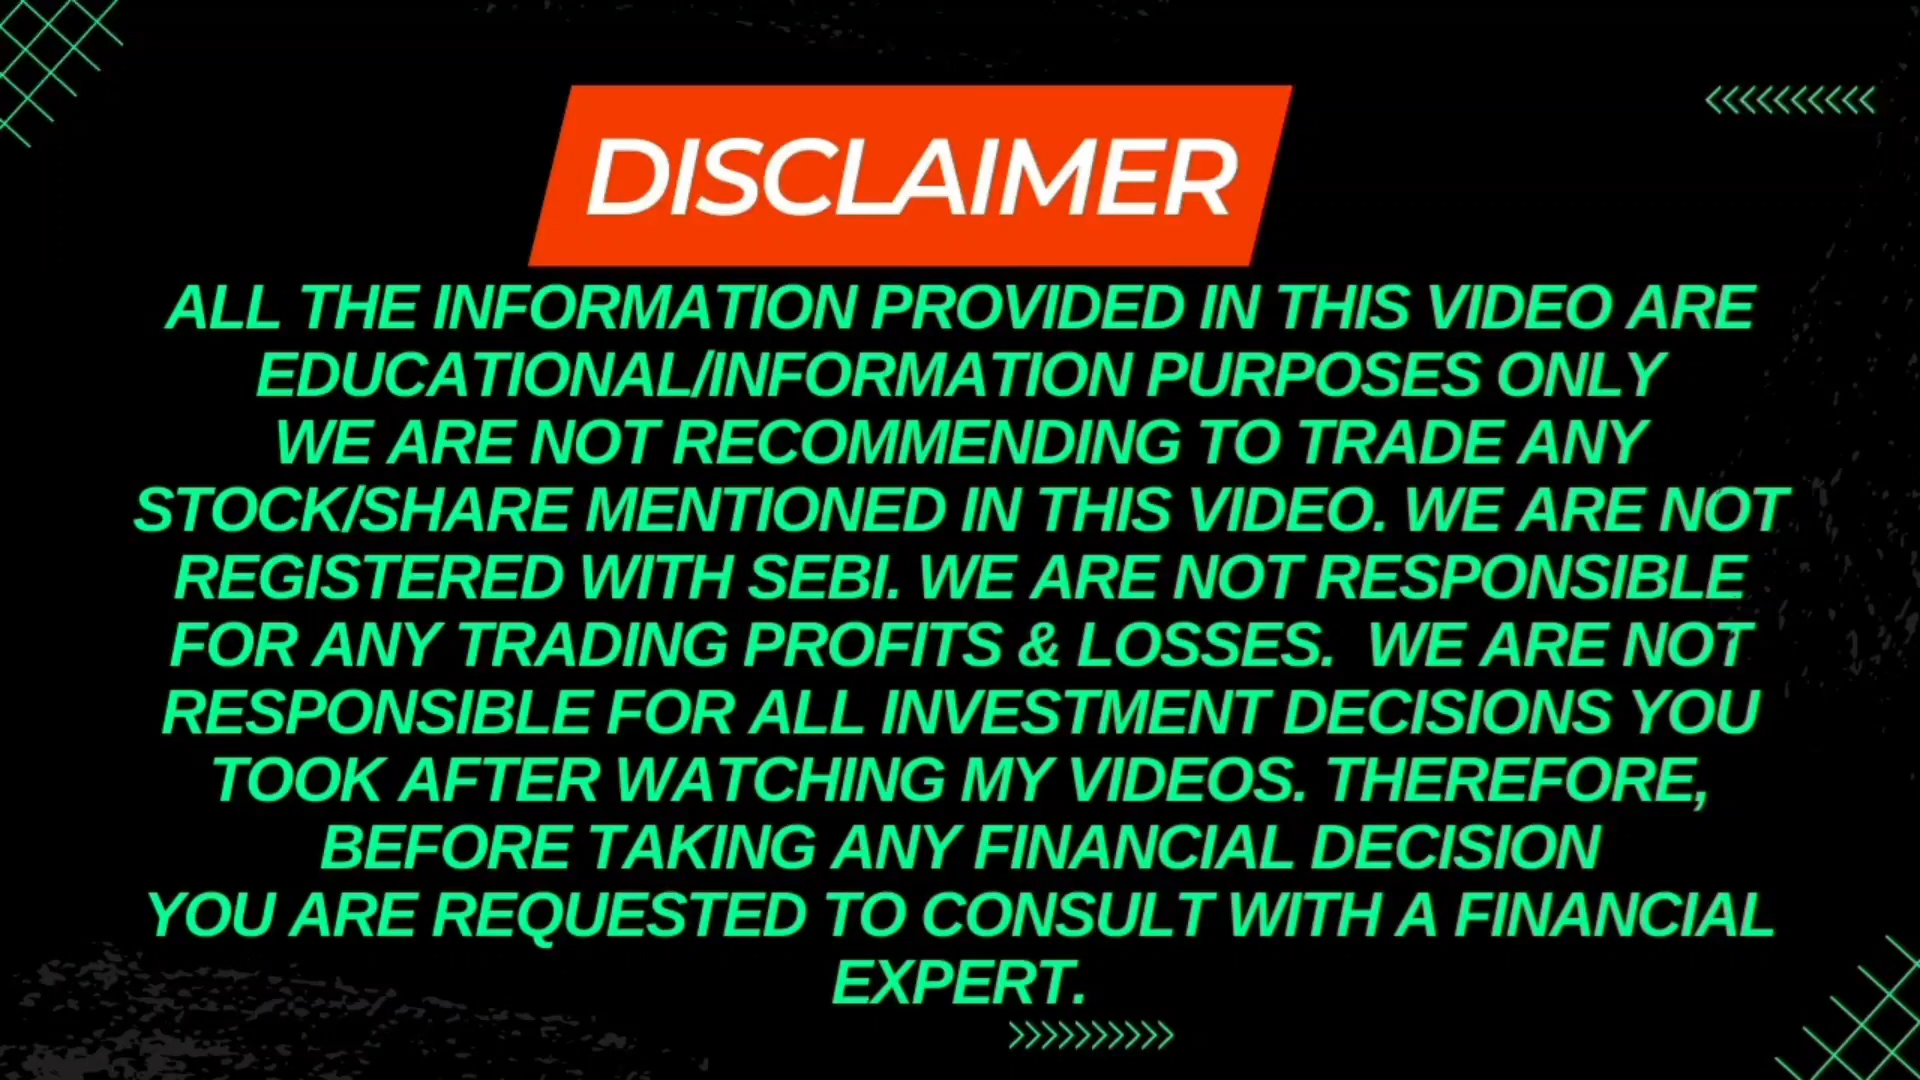 DISCLAIMER
ALL THE INFORMATION PROVIDED IN THIS VIDEO ARE
EDUCATIONAL/INFORMATION PURPOSES ONLY
WE ARE NOT RECOMMENDING TO TRADE ANY
STOCK/SHARE MENTIONED IN THIS VIDEO. WE ARE NOT
REGISTERED WITH SEBI. WE ARE NOT RESPONSIBLE
FOR ANY TRADING PROFITS & LOSSES. WE ARE NOT
RESPONSIBLE FOR ALL INVESTMENT DECISIONS YOU
TOOK AFTER WATCHING MY VIDEOS. THEREFORE,
BEFORE TAKING ANY FINANCIAL DECISION
YOU ARE REQUESTED TO CONSULT WITH A FINANCIAL
EXPERT.